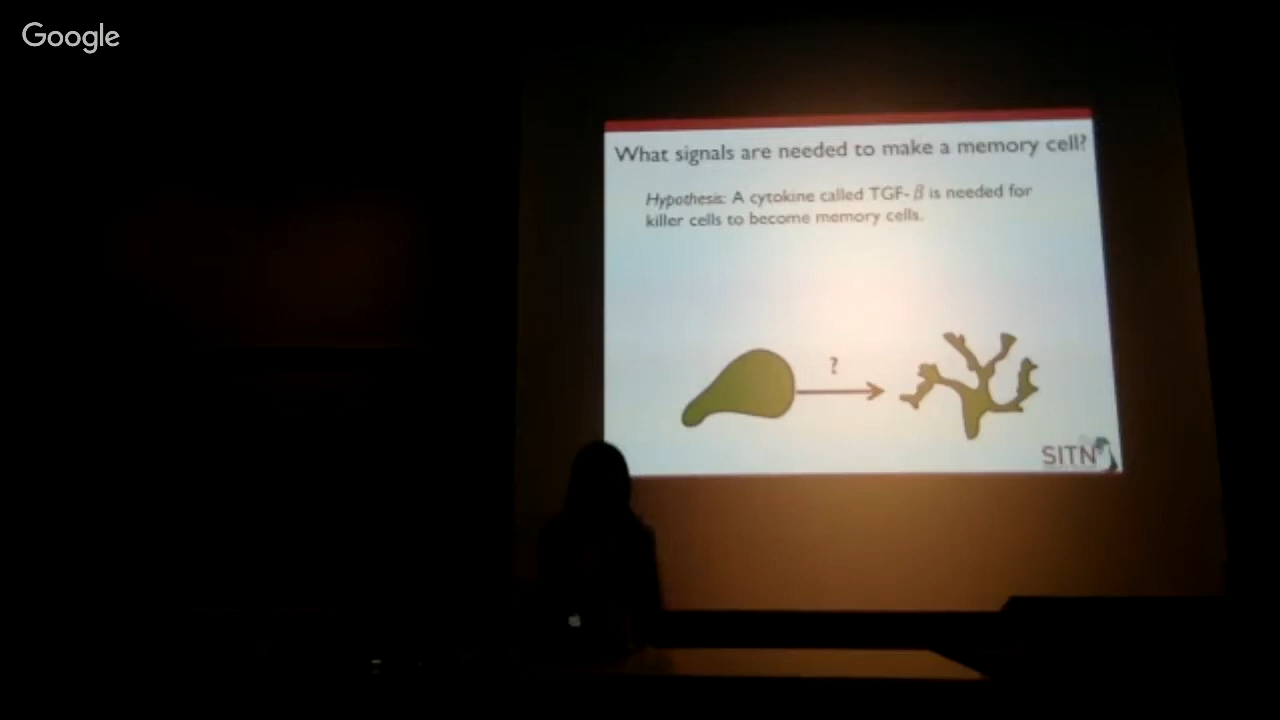 Google
What signals are needed to make a memory cell?
Hypothesis: A cytokine called TGF-β is needed for
killer cells to become memory cells.
?
SITN